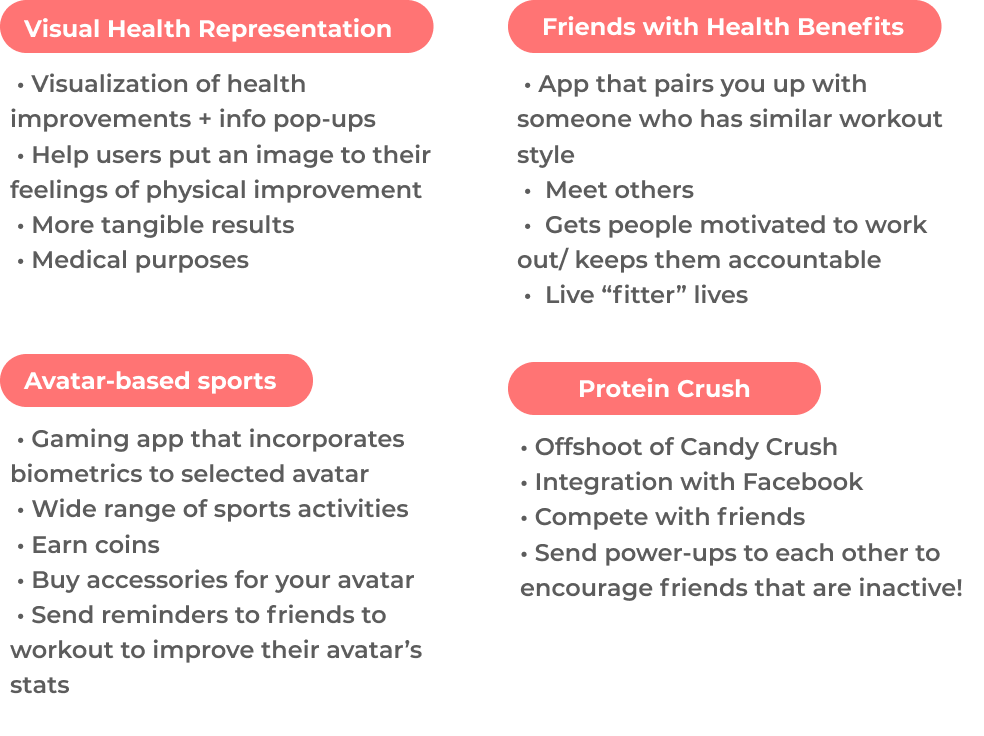 Visual Health Representation
• Visualization of health
improvements + info pop-ups
• Help users put an image to their
feelings of physical improvement
• More tangible results
• Medical purposes
Friends with Health Benefits
• App that pairs you up with
someone who has similar workout
style
• Meet others
• Gets people motivated to work
out/ keeps them accountable
• Live “fitter” lives
Avatar-based sports
• Gaming app that incorporates
biometrics to selected avatar
• Wide range of sports activities
• Earn coins
• Buy accessories for your avatar
• Send reminders to friends to
workout to improve their avatar’s
stats
Protein Crush
• Offshoot of Candy Crush
• Integration with Facebook
• Compete with friends
• Send power-ups to each other to
encourage friends that are inactive!